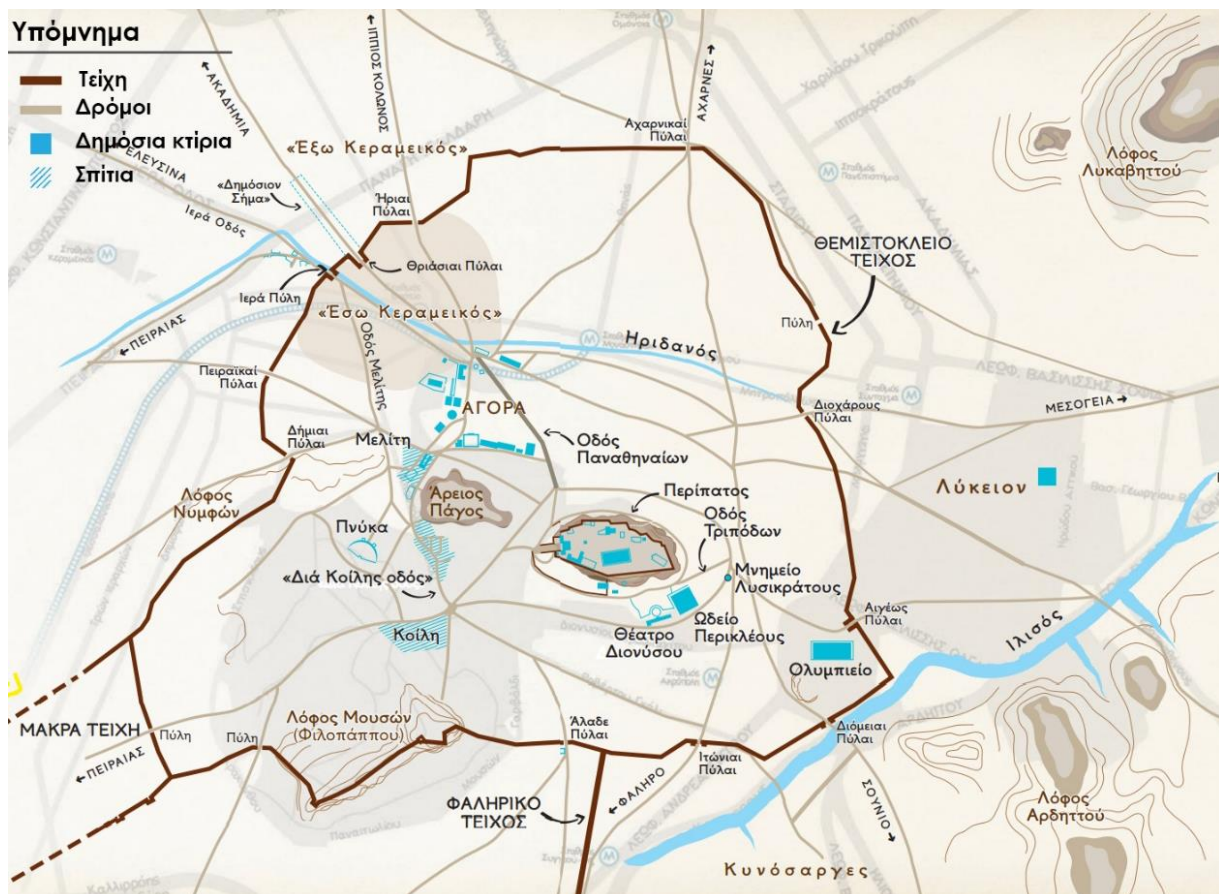 Υπόμνημα
Τείχη
Δρόμοι
Δημόσια κτίρια
Σπίτια
ΑΚΑΔΗΜΙΑ
ΙΠΠΙΟΣ ΚΟΛΩΝΟΣ
ΑΧΑΡΝΕΣ
Αχαρνικαί
Πύλαι
Λόφος
Λυκαβηττού
ΕΛΕΥΣΙΝΑ
«Έξω Κεραμεικός»
«Δημόσιον
Σήμα»
Ιερά Οδός
Ήριαι
Πύλαι
Θριάσιαι Πύλαι
Ιερά Πύλη
ΘΕΜΙΣΤΟΚΛΕΙΟ
ΤΕΙΧΟΣ
«Έσω Κεραμεικός»
Πύλη
ΠΕΙΡΑΙΑΣ
Οδός Μελίτης
Ηριδανός
Πειραϊκαί
Πύλαι
ΑΓΟΡΑ
Διοχάρους
Πύλαι
ΜΕΣΟΓΕΙΑ
ΛΕΩΦ. ΒΑΣΙΛΙΣΣΗΣ ΣΟΦΙ
Δήμιαι
Πύλαι
Μελίτη
Οδός
Παναθηναίων
Λύκειον
Λόφος
Νυμφών
Άρειος
Πάγος
Περίπατος
Πνύκα
Οδός
Τριπόδων
Μνημείο
Λυσικράτους
«Διά Κοίλης οδός»
Αιγέως
Πύλαι
Κοίλη
Θέατρο
Διονύσου
Ωδείο
Περικλέους
Ολυμπιείο
Ιλισός
ΜΑΚΡΑ ΤΕΙΧΗ
Πύλη
Πύλη
Λόφος Μουσών
(Φιλοπάππου)
Άλαδε
Πύλαι
Ιτώνιαι
Πύλαι
Διόμειαι
Πύλαι
ΠΕΙΡΑΙΑΣ
ΦΑΛΗΡΟ
ΣΟΥΝΙΟ
ΦΑΛΗΡΙΚΟ
ΤΕΙΧΟΣ
Λόφος
Αρδηττού
Κυνόσαργες